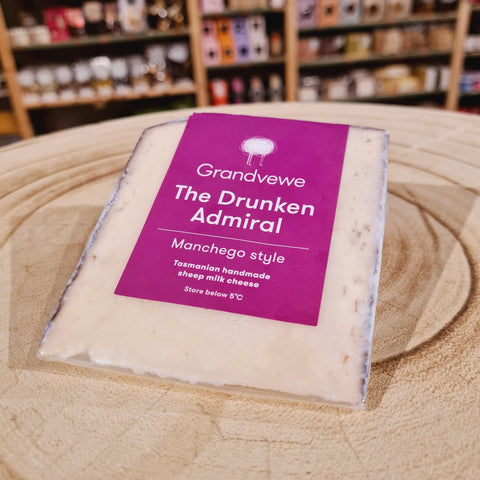 Grandvewe
The Drunken
Admiral
Manchego style
Tasmanian handmade
sheep milk cheese
Store below 5°C